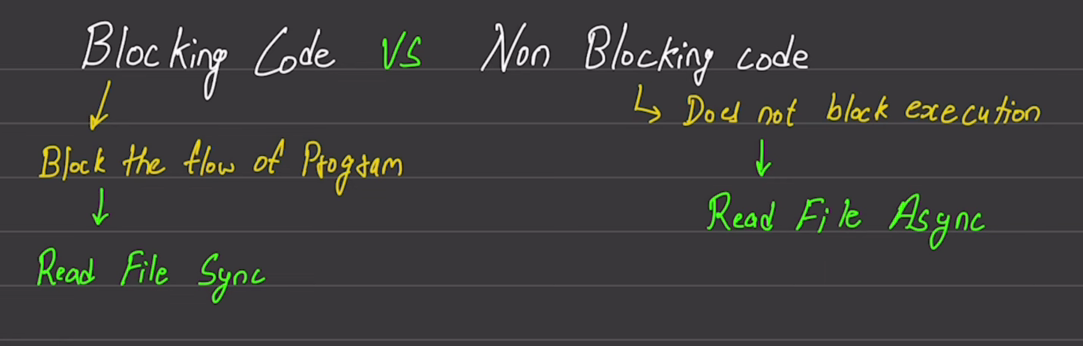 Blocking Code VS Non Blocking code
↳ Does not block execution
Block the flow of Program
Read File Async
Read File Sync